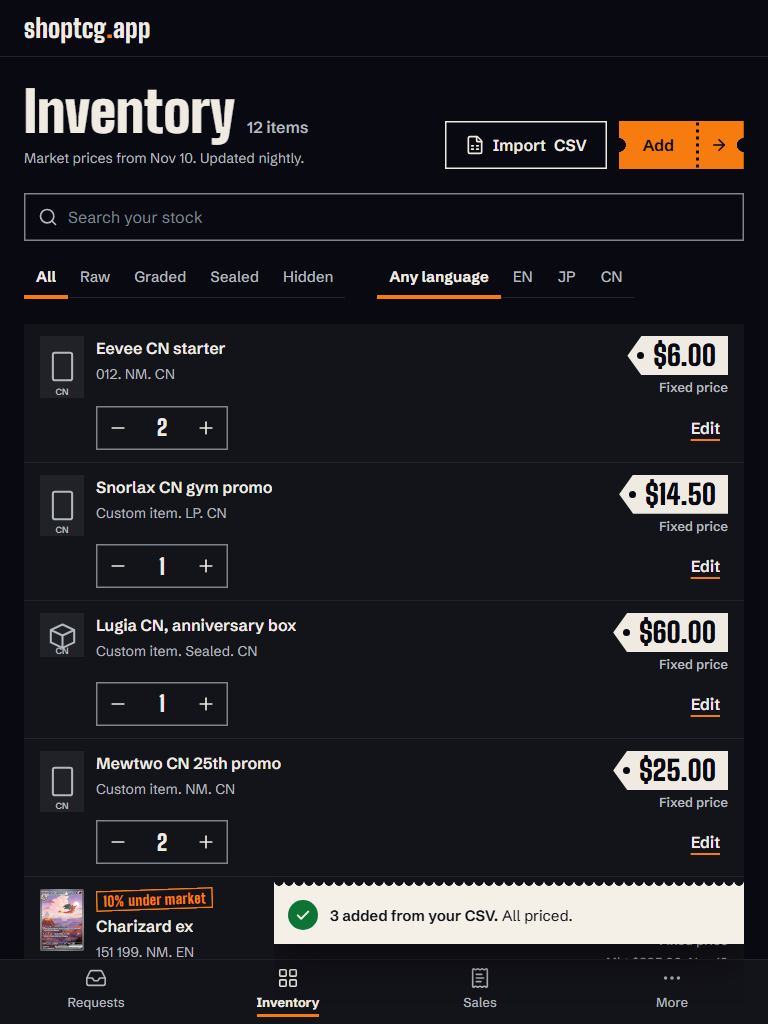 shoptcg.app
Inventory 12 items
Market prices from Nov 10. Updated nightly.
Import CSV
Add
Search your stock
All Raw Graded Sealed Hidden
Any language EN JP CN
CN
Eevee CN starter
012. NM. CN
$6.00
Fixed price
2
Edit
CN
Snorlax CN gym promo
Custom item. LP. CN
$14.50
Fixed price
1
Edit
CN
Lugia CN, anniversary box
Custom item. Sealed. CN
$60.00
Fixed price
1
Edit
CN
Mewtwo CN 25th promo
Custom item. NM. CN
$25.00
Fixed price
2
Edit
10% under market
Charizard ex
151 199. NM. EN
3 added from your CSV. All priced.
Requests Inventory Sales More